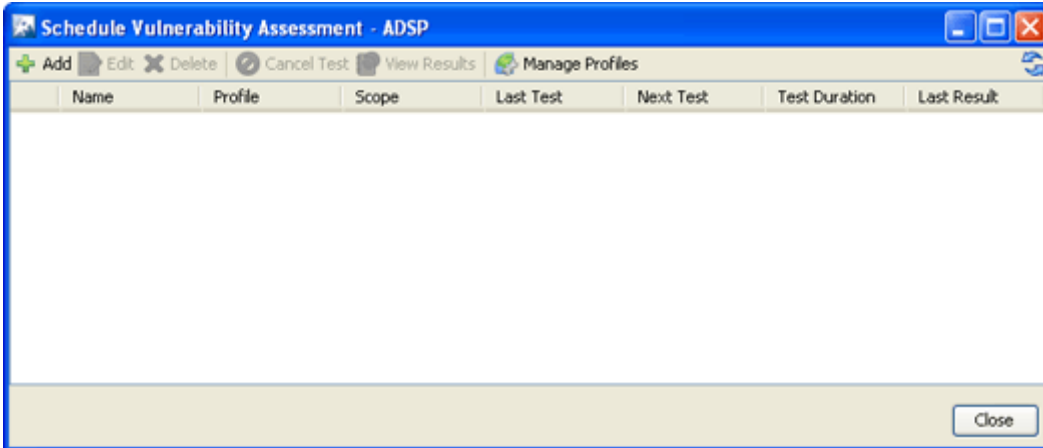 Schedule Vulnerability Assessment - ADSP
Add Edit Delete Cancel Test View Results Manage Profiles
Name Profile Scope Last Test Next Test Test Duration Last Result
Close